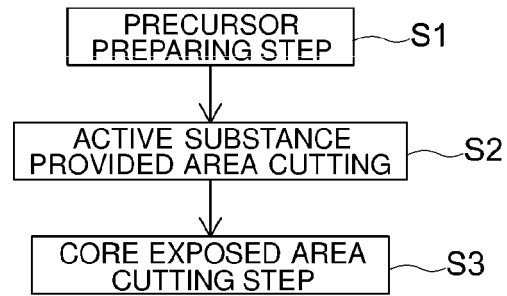 PRECURSOR
PREPARING STEP
S1
ACTIVE SUBSTANCE
PROVIDED AREA CUTTING
S2
CORE EXPOSED AREA
CUTTING STEP
S3